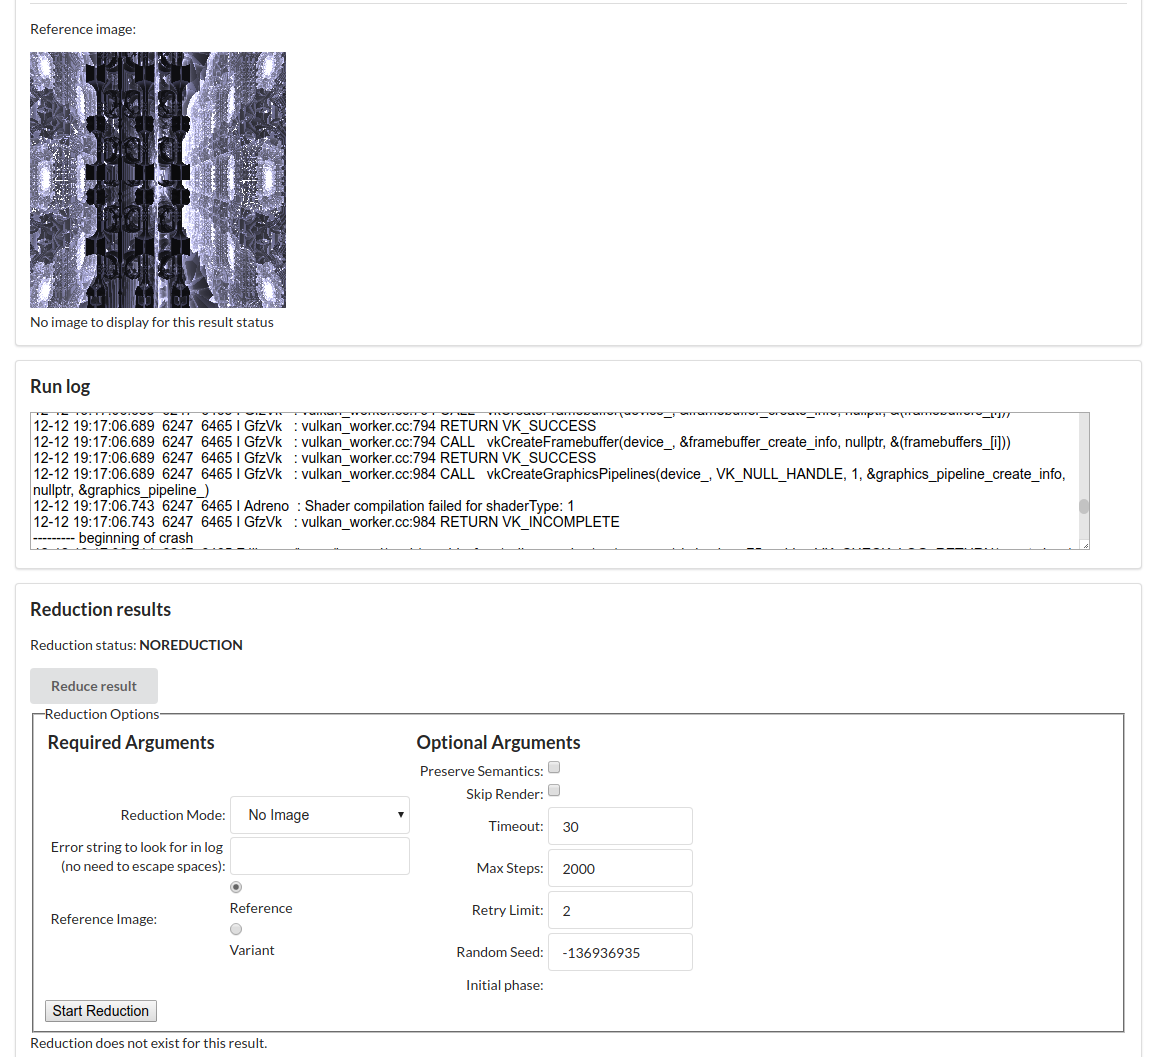 Reference image:
No image to display for this result status
Run log
12-12 19:17:06.689  6247  6465 I GfzVk   : vulkan_worker.cc:794 RETURN VK_SUCCESS
12-12 19:17:06.689  6247  6465 I GfzVk   : vulkan_worker.cc:794 CALL   vkCreateFramebuffer(device_, &framebuffer_create_info, nullptr, &(framebuffers_[i]))
12-12 19:17:06.689  6247  6465 I GfzVk   : vulkan_worker.cc:794 RETURN VK_SUCCESS
12-12 19:17:06.689  6247  6465 I GfzVk   : vulkan_worker.cc:984 CALL   vkCreateGraphicsPipelines(device_, VK_NULL_HANDLE, 1, &graphics_pipeline_create_info,
nullptr, &graphics_pipeline_)
12-12 19:17:06.743  6247  6465 I Adreno  : Shader compilation failed for shaderType: 1
12-12 19:17:06.743  6247  6465 I GfzVk   : vulkan_worker.cc:984 RETURN VK_INCOMPLETE
--------- beginning of crash
Reduction results
Reduction status: NOREDUCTION
Reduce result
Reduction Options
Required Arguments
Reduction Mode: No Image
Error string to look for in log
(no need to escape spaces):
Reference Image:
Reference
Variant
Optional Arguments
Preserve Semantics:
Skip Render:
Timeout: 30
Max Steps: 2000
Retry Limit: 2
Random Seed: -136936935
Initial phase:
Start Reduction
Reduction does not exist for this result.